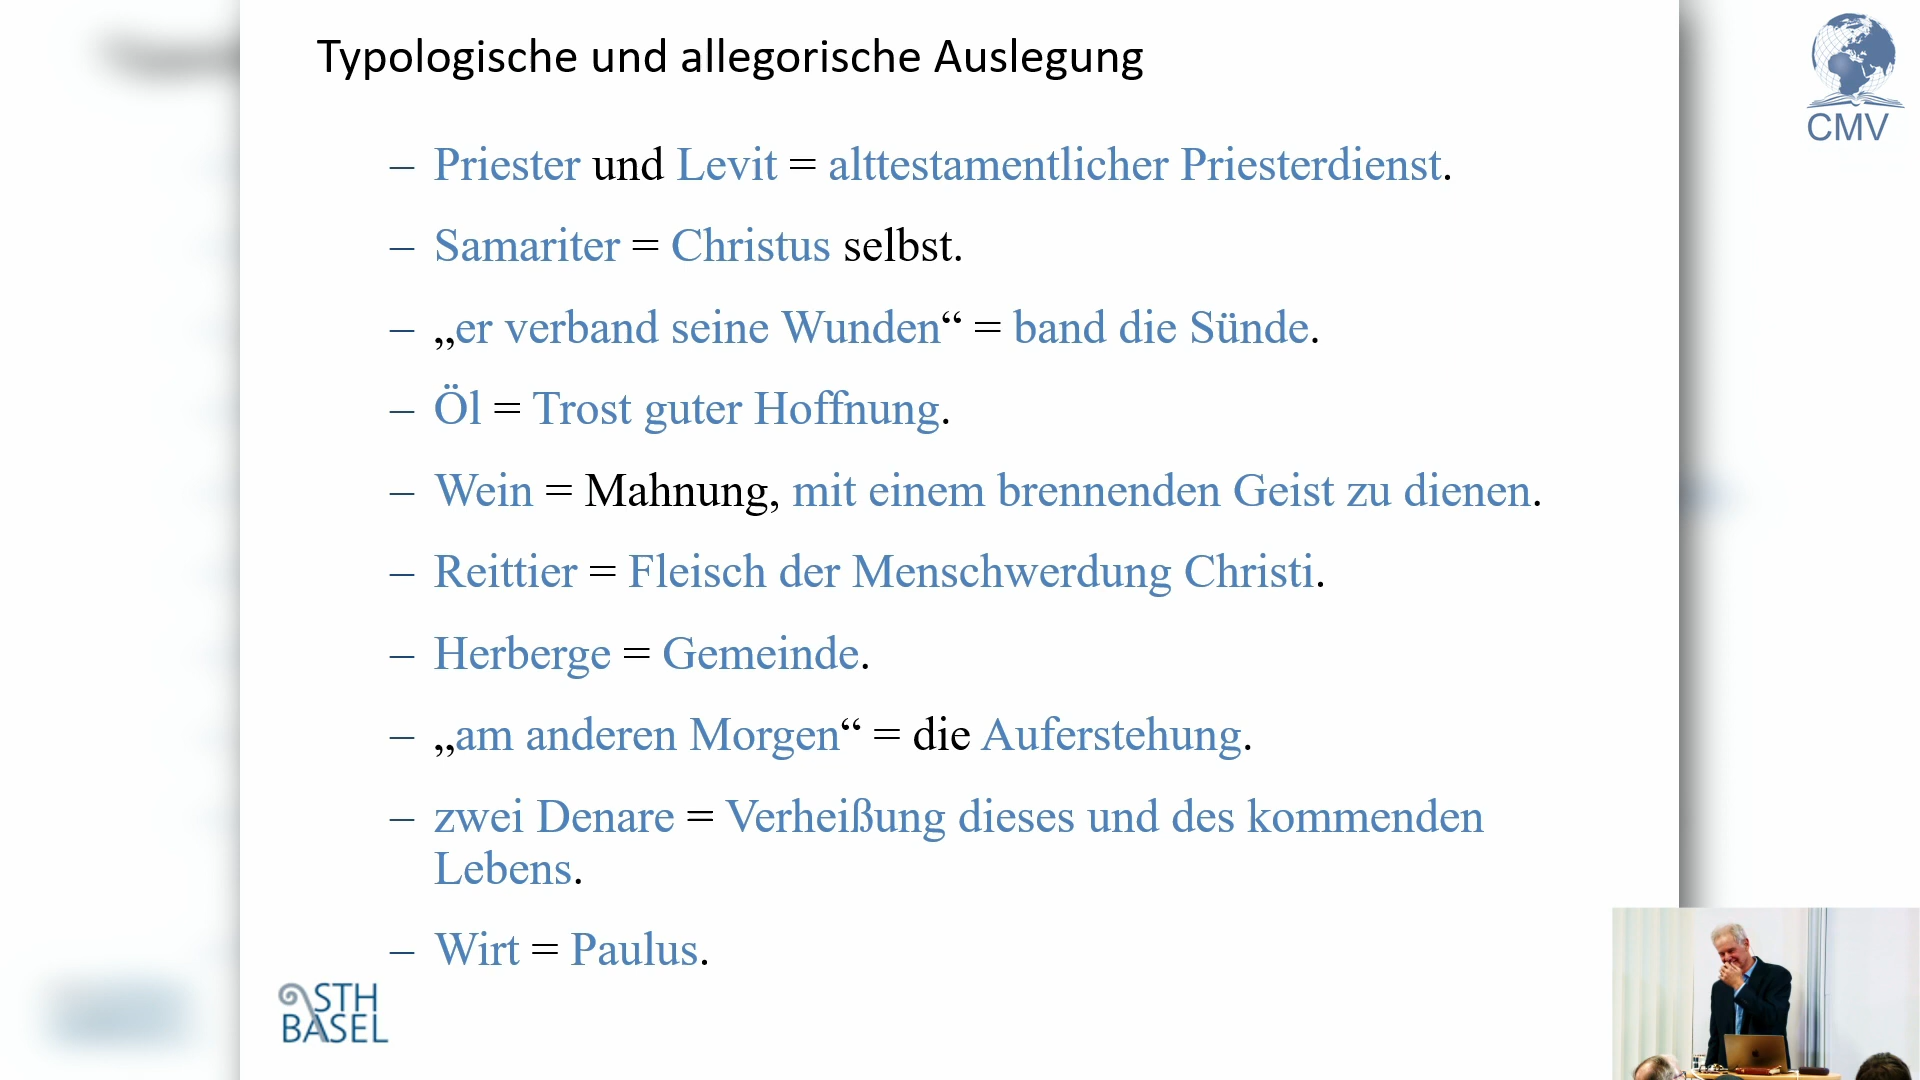 Typologische und allegorische Auslegung
CMV
– Priester und Levit = alttestamentlicher Priesterdienst.
– Samariter = Christus selbst.
– „er verband seine Wunden“ = band die Sünde.
– Öl = Trost guter Hoffnung.
– Wein = Mahnung, mit einem brennenden Geist zu dienen.
– Reittier = Fleisch der Menschwerdung Christi.
– Herberge = Gemeinde.
– „am anderen Morgen“ = die Auferstehung.
– zwei Denare = Verheißung dieses und des kommenden
Lebens.
– Wirt = Paulus.
STH
BASEL